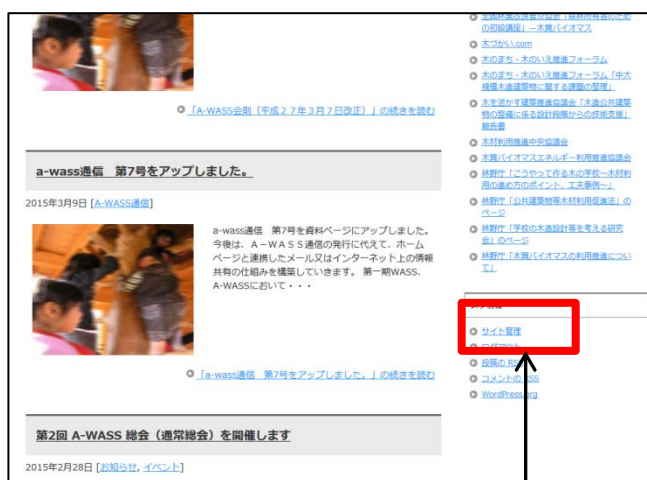 「A-WASS会則（平成２７年３月７日改正）」の続きを読む
a-wass通信　第7号をアップしました。
2015年3月9日 [A-WASS通信]
a-wass通信　第7号を資料ページにアップしました。
今後は、Ａ－ＷＡＳＳ通信の発行に代えて、ホーム
ページと連携したメール又はインターネット上の情報
共有の仕組みを構築していきます。 第一期WASS、
A-WASSにおいて・・・
「a-wass通信　第7号をアップしました。」の続きを読む
第2回 A-WASS 総会（通常総会）を開催します
2015年2月28日 [お知らせ, イベント]
全国林業改良普及協会「森林所有者のため
の初級講座」－木質バイオマス
木づかい.com
木のまち・木のいえ推進フォーラム
木のまち・木のいえ推進フォーラム「中大
規模木造建築物に関する課題の整理」
木を活かす建築推進協議会「木造公共建築
物の整備に係る設計段階からの技術支援」
報告書
木材利用推進中央協議会
木質バイオマスエネルギー利用推進協議会
林野庁「こうやって作る木の学校～木材利
用の進め方のポイント、工夫事例～」
林野庁「公共建築物等木材利用促進法」の
ページ
林野庁「学校の木造設計等を考える研究
会」のページ
林野庁「木質バイオマスの利用推進につい
て」
サイト管理
ログアウト
投稿の RSS
コメントの RSS
WordPress.org